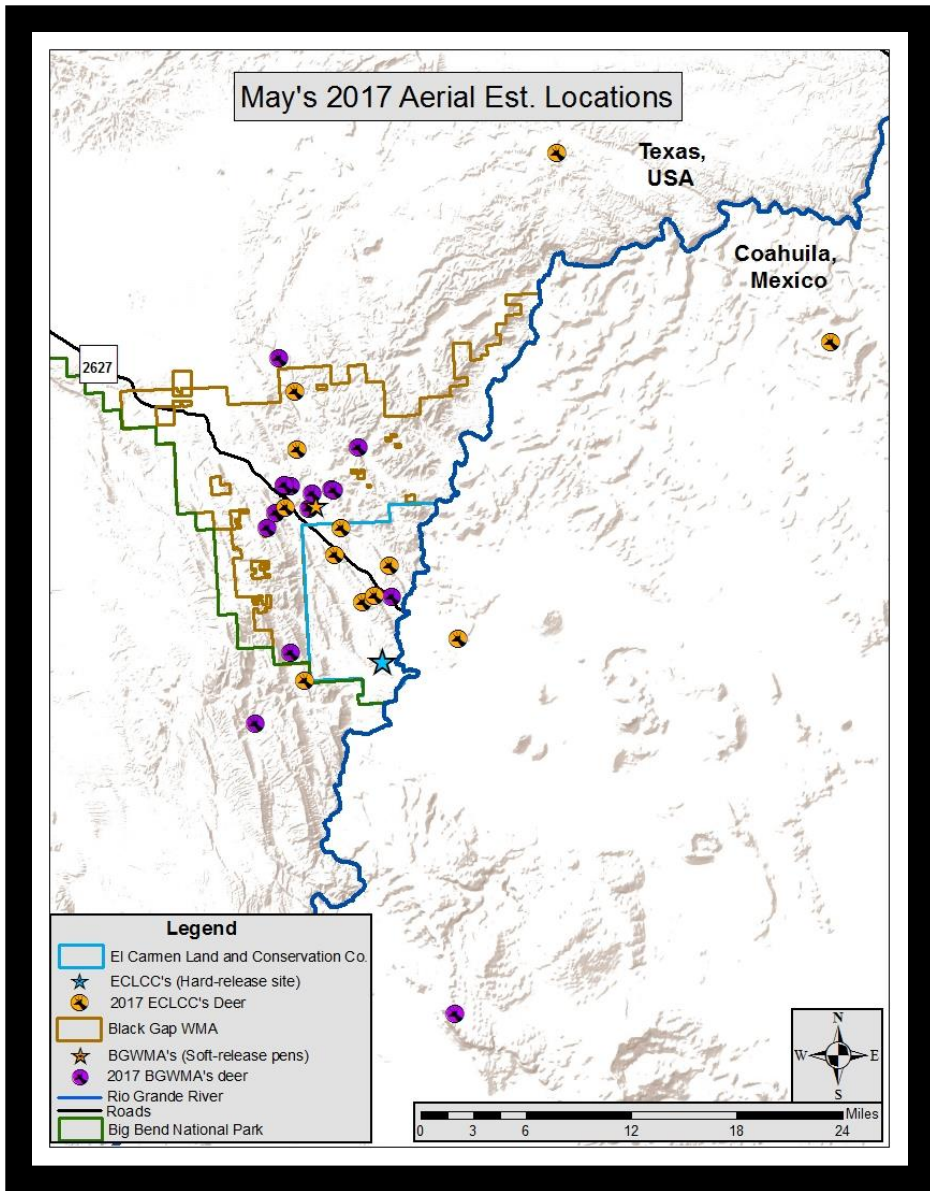 May's 2017 Aerial Est. Locations
Texas,
USA
Coahuila,
Mexico
2627
Legend
El Carmen Land and Conservation Co.
ECLCC's (Hard-release site)
2017 ECLCC's Deer
Black Gap WMA
BGWMA's (Soft-release pens)
2017 BGWMA's deer
Rio Grande River
Roads
Big Bend National Park
N
W E
S
Miles
0 3 6 12 18 24